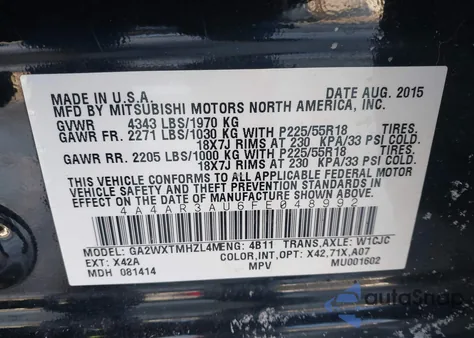 MADE IN U.S.A. DATE AUG. 2015
MFD BY MITSUBISHI MOTORS NORTH AMERICA, INC.
GVWR 4343 LBS/1970 KG
GAWR FR. 2271 LBS/1030 KG WITH P225/55R18 TIRES,
18X7J RIMS AT 230 KPA/33 PSI COLD.
GAWR RR. 2205 LBS/1000 KG WITH P225/55R18 TIRES,
18X7J RIMS AT 230 KPA/33 PSI COLD.
THIS VEHICLE CONFORMS TO ALL APPLICABLE FEDERAL MOTOR
VEHICLE SAFETY AND BUMPER STANDARDS IN
EFFECT ON THE DATE OF MANUFACTURE SHOWN ABOVE.
4A4AR3AU6FE048992
MODEL: GA2WXTMHZL4M ENG: 4B11 TRANS,AXLE: W1CJC
EXT: X42A COLOR,INT,OPT: X42,71X,A07
MDH 081414 MPV MU001602
autoSnap